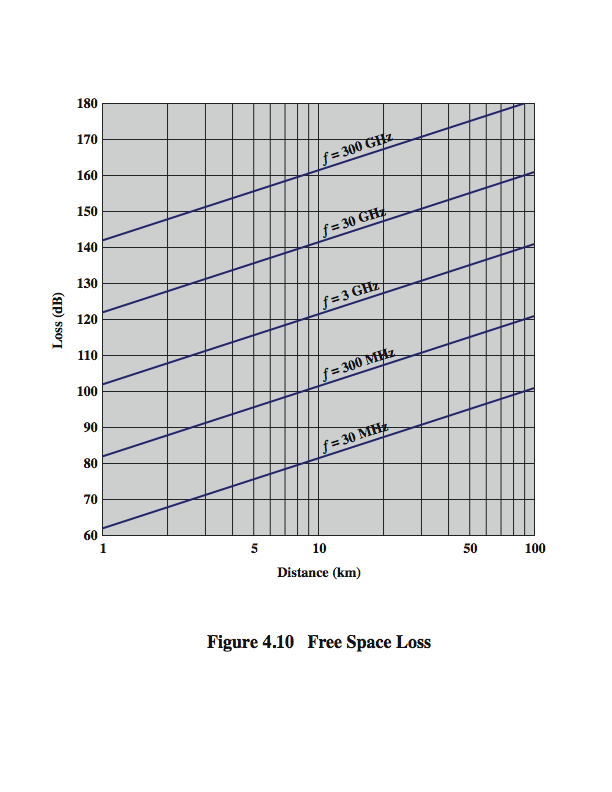 180
170
f = 300 GHz
160
150
f = 30 GHz
140
130
f = 3 GHz
120
110
f = 300 MHz
100
90
f = 30 MHz
80
70
60
Loss (dB)
1 5 10 50 100
Distance (km)
Figure 4.10 Free Space Loss